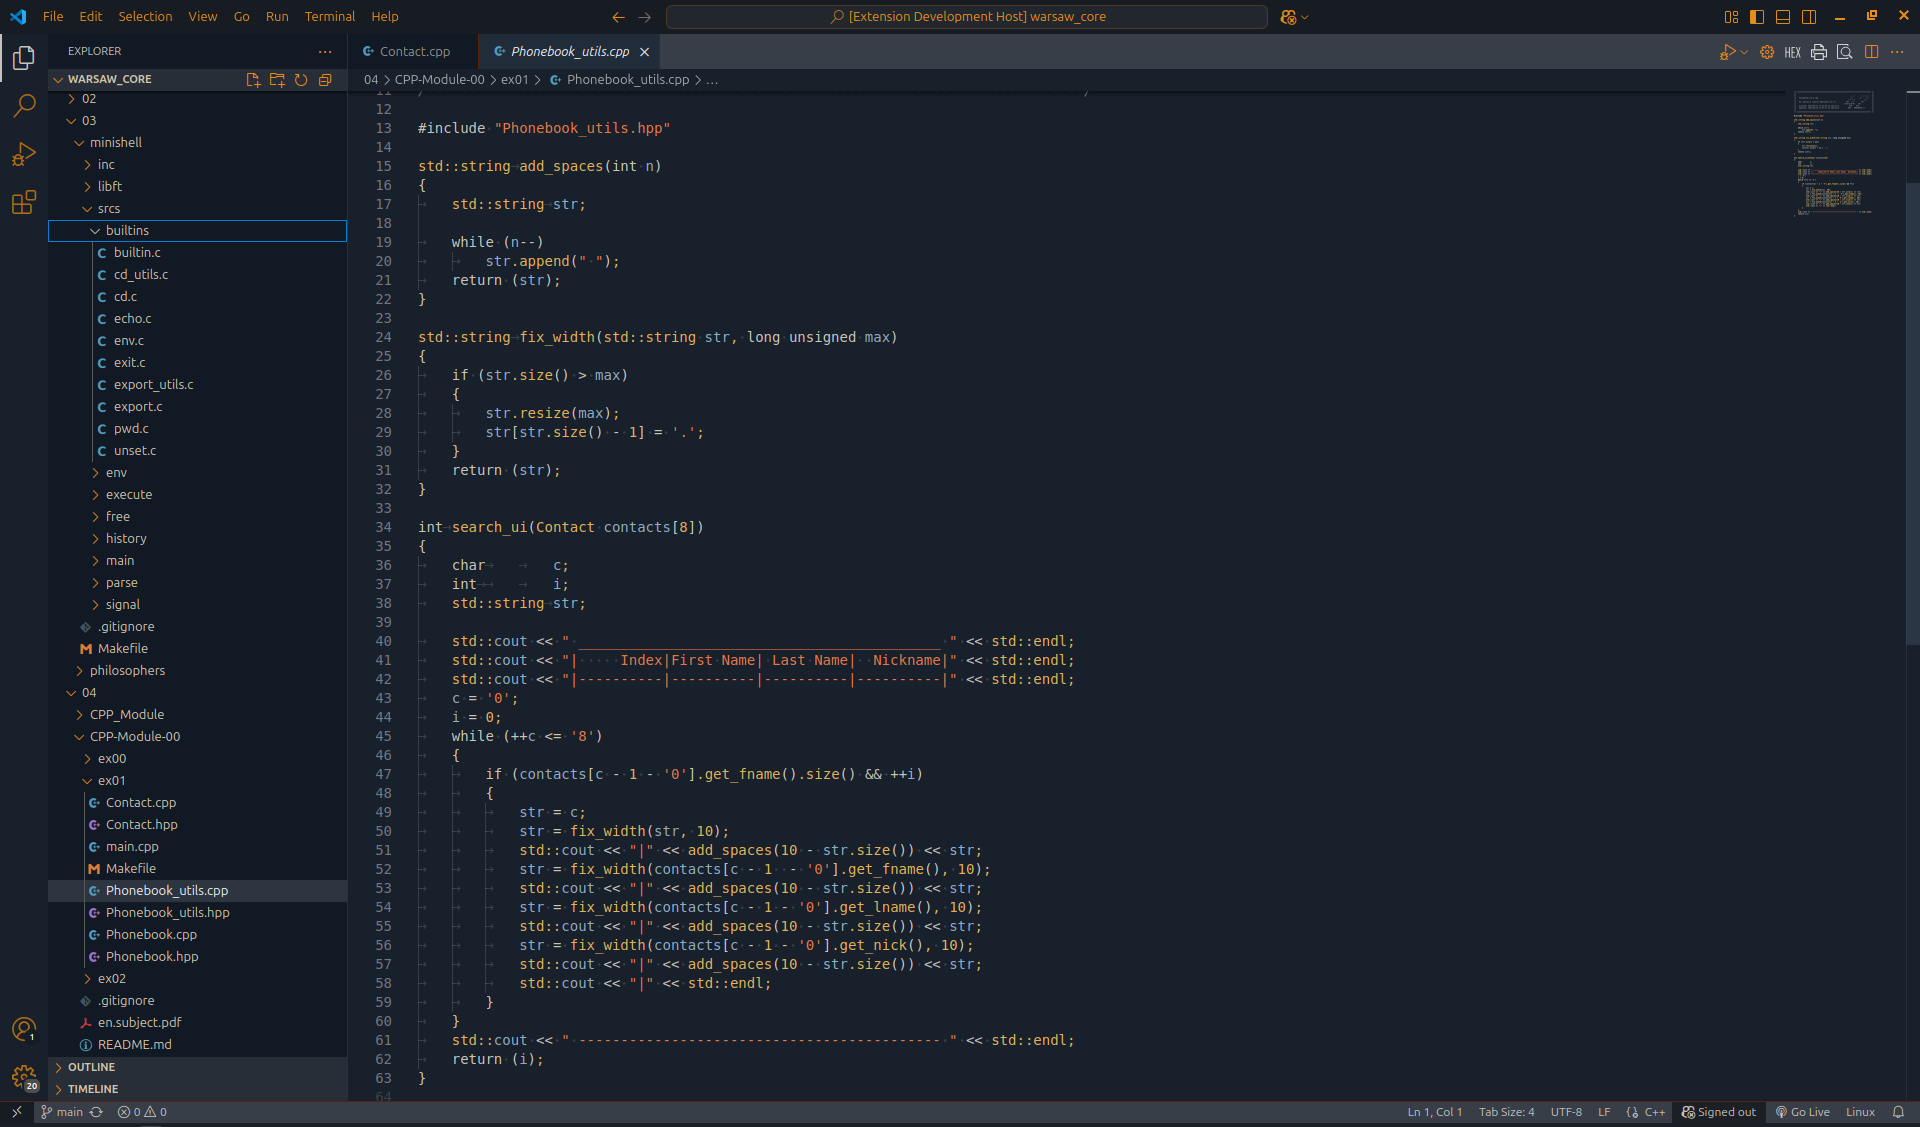 File Edit Selection View Go Run Terminal Help
[Extension Development Host] warsaw_core
EXPLORER
WARSAW_CORE
02
03
minishell
inc
libft
srcs
builtins
builtin.c
cd_utils.c
cd.c
echo.c
env.c
exit.c
export_utils.c
export.c
pwd.c
unset.c
env
execute
free
history
main
parse
signal
.gitignore
Makefile
philosophers
04
CPP_Module
CPP-Module-00
ex00
ex01
Contact.cpp
Contact.hpp
main.cpp
Makefile
Phonebook_utils.cpp
Phonebook_utils.hpp
Phonebook.cpp
Phonebook.hpp
ex02
.gitignore
en.subject.pdf
README.md
OUTLINE
TIMELINE
1
20
Contact.cpp Phonebook_utils.cpp
HEX
04 > CPP-Module-00 > ex01 > Phonebook_utils.cpp > ...
11
12
13 #include "Phonebook_utils.hpp"
14
15 std::string add_spaces(int n)
16 {
17 std::string str;
18
19 while (n--)
20 str.append(" ");
21 return (str);
22 }
23
24 std::string fix_width(std::string str, long unsigned max)
25 {
26 if (str.size() > max)
27 {
28 str.resize(max);
29 str[str.size() - 1] = '.';
30 }
31 return (str);
32 }
33
34 int search_ui(Contact contacts[8])
35 {
36 char c;
37 int i;
38 std::string str;
39
40 std::cout << " ___________________________________________ " << std::endl;
41 std::cout << "|     Index|First Name| Last Name|  Nickname|" << std::endl;
42 std::cout << "|----------|----------|----------|----------|" << std::endl;
43 c = '0';
44 i = 0;
45 while (++c <= '8')
46 {
47 if (contacts[c - 1 - '0'].get_fname().size() && ++i)
48 {
49 str = c;
50 str = fix_width(str, 10);
51 std::cout << "|" << add_spaces(10 - str.size()) << str;
52 str = fix_width(contacts[c - 1  - '0'].get_fname(), 10);
53 std::cout << "|" << add_spaces(10 - str.size()) << str;
54 str = fix_width(contacts[c - 1 - '0'].get_lname(), 10);
55 std::cout << "|" << add_spaces(10 - str.size()) << str;
56 str = fix_width(contacts[c - 1 - '0'].get_nick(), 10);
57 std::cout << "|" << add_spaces(10 - str.size()) << str;
58 std::cout << "|" << std::endl;
59 }
60 }
61 std::cout << " ------------------------------------------- " << std::endl;
62 return (i);
63 }
64
main 0 0
Ln 1, Col 1 Tab Size: 4 UTF-8 LF C++ Signed out Go Live Linux